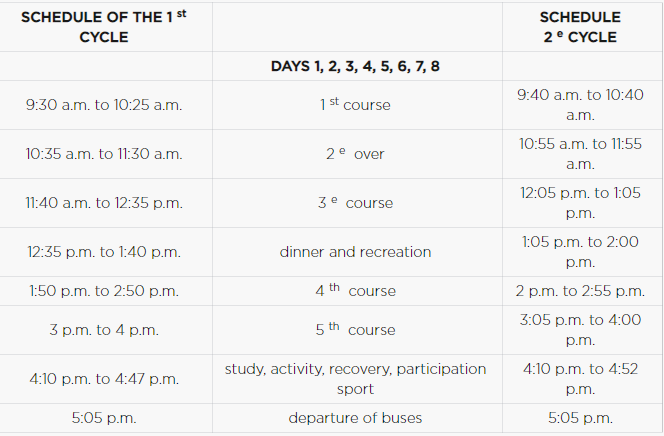 SCHEDULE OF THE 1 st
CYCLE
SCHEDULE
2 e CYCLE
DAYS 1, 2, 3, 4, 5, 6, 7, 8
9:30 a.m. to 10:25 a.m.
1 st course
9:40 a.m. to 10:40
a.m.
10:35 a.m. to 11:30 a.m.
2 e over
10:55 a.m. to 11:55
a.m.
11:40 a.m. to 12:35 p.m.
3 e course
12:05 p.m. to 1:05
p.m.
12:35 p.m. to 1:40 p.m.
dinner and recreation
1:05 p.m. to 2:00
p.m.
1:50 p.m. to 2:50 p.m.
4 th course
2 p.m. to 2:55 p.m.
3 p.m. to 4 p.m.
5 th course
3:05 p.m. to 4:00
p.m.
4:10 p.m. to 4:47 p.m.
study, activity, recovery, participation
sport
4:10 p.m. to 4:52
p.m.
5:05 p.m.
departure of buses
5:05 p.m.